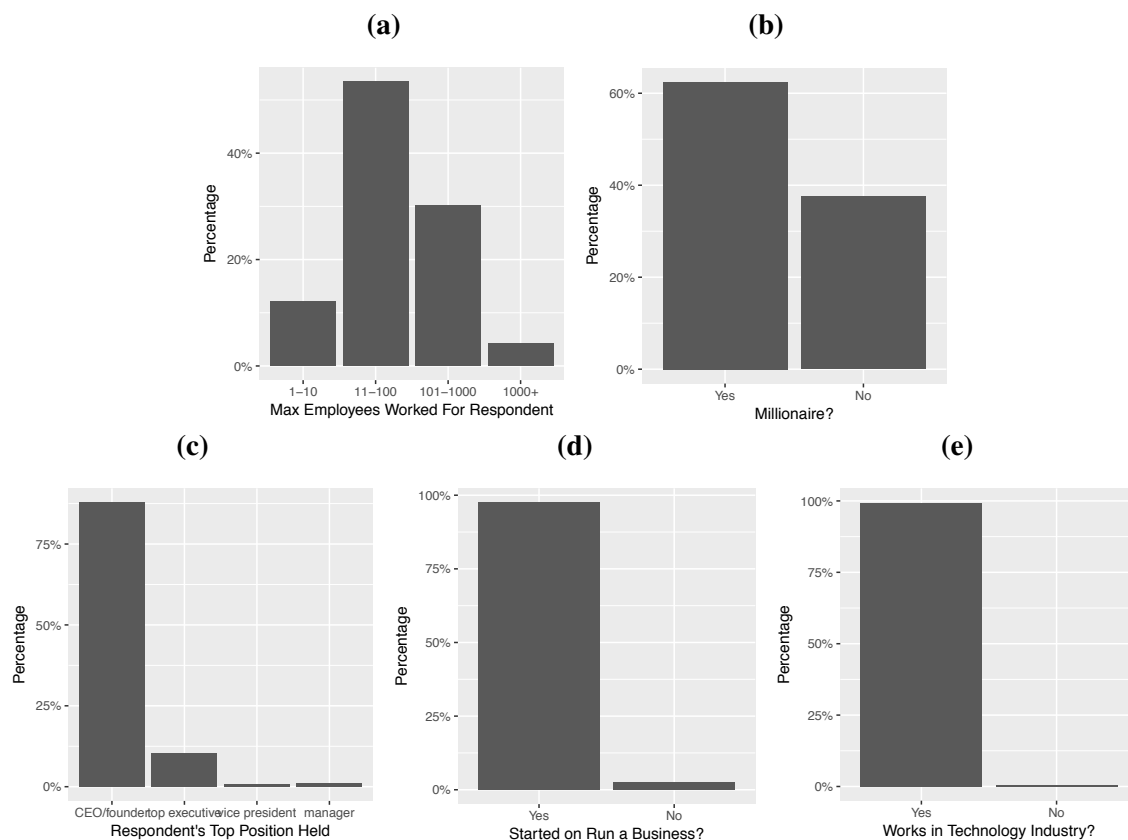 (a)
40%
20%
0%
Percentage
1−10 11−100 101−1000 1000+
Max Employees Worked For Respondent
(b)
60%
40%
20%
0%
Percentage
Yes No
Millionaire?
(c)
75%
50%
25%
0%
Percentage
CEO/founder top executive vice president manager
Respondent's Top Position Held
(d)
100%
75%
50%
25%
0%
Percentage
Yes No
Started on Run a Business?
(e)
100%
75%
50%
25%
0%
Percentage
Yes No
Works in Technology Industry?